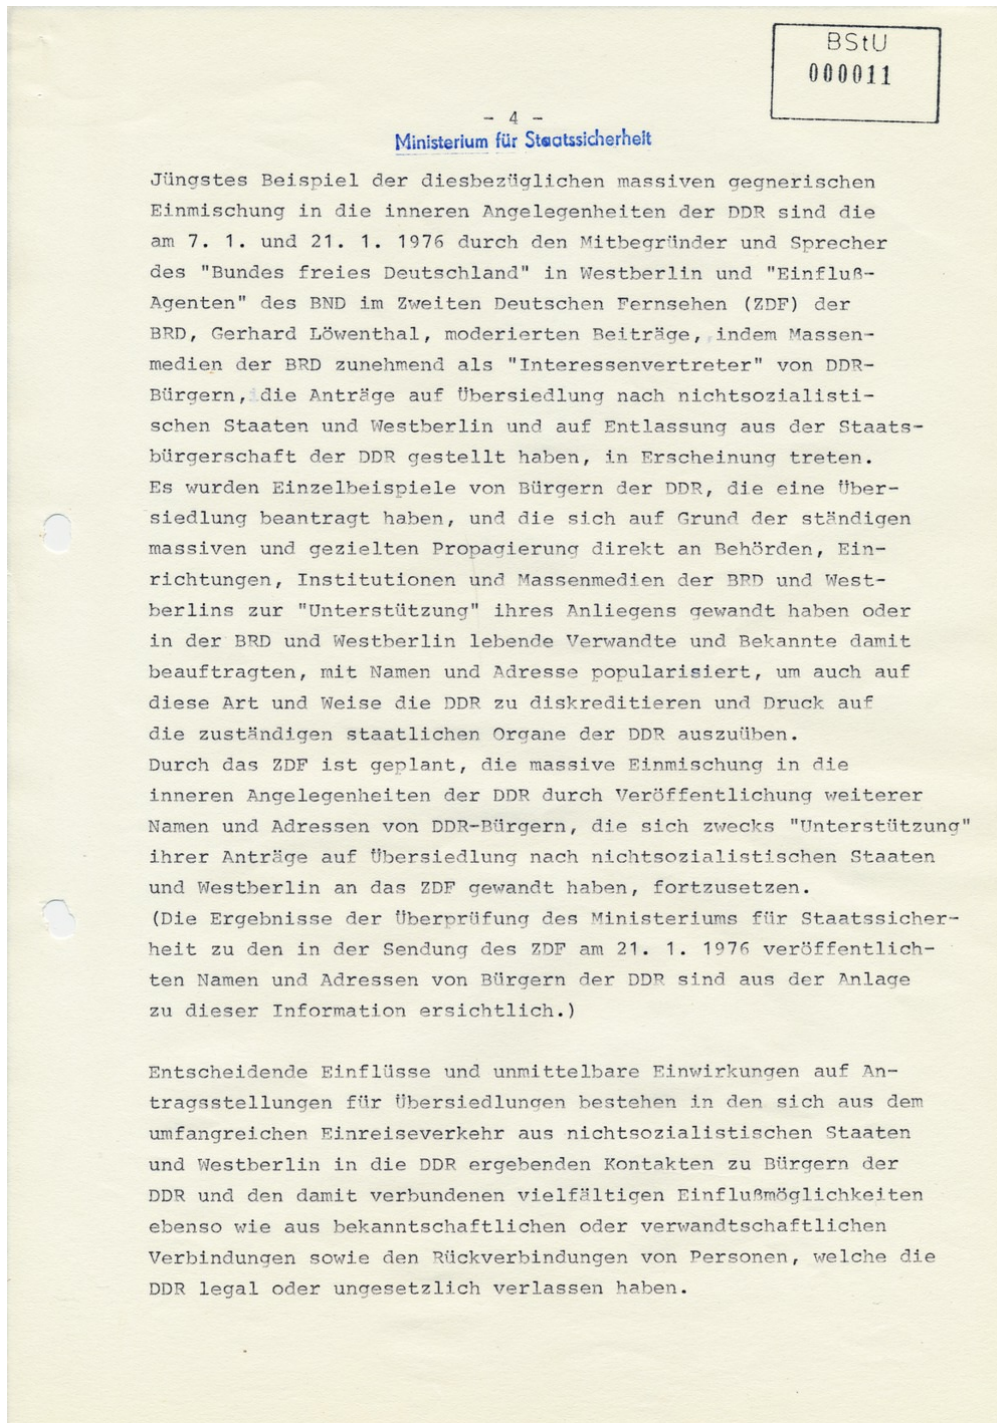 BStU
000011
- 4 -
Ministerium für Staatssicherheit
Jüngstes Beispiel der diesbezüglichen massiven gegnerischen
Einmischung in die inneren Angelegenheiten der DDR sind die
am 7. 1. und 21. 1. 1976 durch den Mitbegründer und Sprecher
des "Bundes freies Deutschland" in Westberlin und "Einfluß-
Agenten" des BND im Zweiten Deutschen Fernsehen (ZDF) der
BRD, Gerhard Löwenthal, moderierten Beiträge, indem Massen-
medien der BRD zunehmend als "Interessenvertreter" von DDR-
Bürgern, die Anträge auf Übersiedlung nach nichtsozialisti-
schen Staaten und Westberlin und auf Entlassung aus der Staats-
bürgerschaft der DDR gestellt haben, in Erscheinung treten.
Es wurden Einzelbeispiele von Bürgern der DDR, die eine Über-
siedlung beantragt haben, und die sich auf Grund der ständigen
massiven und gezielten Propagierung direkt an Behörden, Ein-
richtungen, Institutionen und Massenmedien der BRD und West-
berlins zur "Unterstützung" ihres Anliegens gewandt haben oder
in der BRD und Westberlin lebende Verwandte und Bekannte damit
beauftragten, mit Namen und Adresse popularisiert, um auch auf
diese Art und Weise die DDR zu diskreditieren und Druck auf
die zuständigen staatlichen Organe der DDR auszuüben.
Durch das ZDF ist geplant, die massive Einmischung in die
inneren Angelegenheiten der DDR durch Veröffentlichung weiterer
Namen und Adressen von DDR-Bürgern, die sich zwecks "Unterstützung"
ihrer Anträge auf Übersiedlung nach nichtsozialistischen Staaten
und Westberlin an das ZDF gewandt haben, fortzusetzen.
(Die Ergebnisse der Überprüfung des Ministeriums für Staatssicher-
heit zu den in der Sendung des ZDF am 21. 1. 1976 veröffentlich-
ten Namen und Adressen von Bürgern der DDR sind aus der Anlage
zu dieser Information ersichtlich.)
Entscheidende Einflüsse und unmittelbare Einwirkungen auf An-
tragsstellungen für Übersiedlungen bestehen in den sich aus dem
umfangreichen Einreiseverkehr aus nichtsozialistischen Staaten
und Westberlin in die DDR ergebenden Kontakten zu Bürgern der
DDR und den damit verbundenen vielfältigen Einflußmöglichkeiten
ebenso wie aus bekanntschaftlichen oder verwandtschaftlichen
Verbindungen sowie den Rückverbindungen von Personen, welche die
DDR legal oder ungesetzlich verlassen haben.